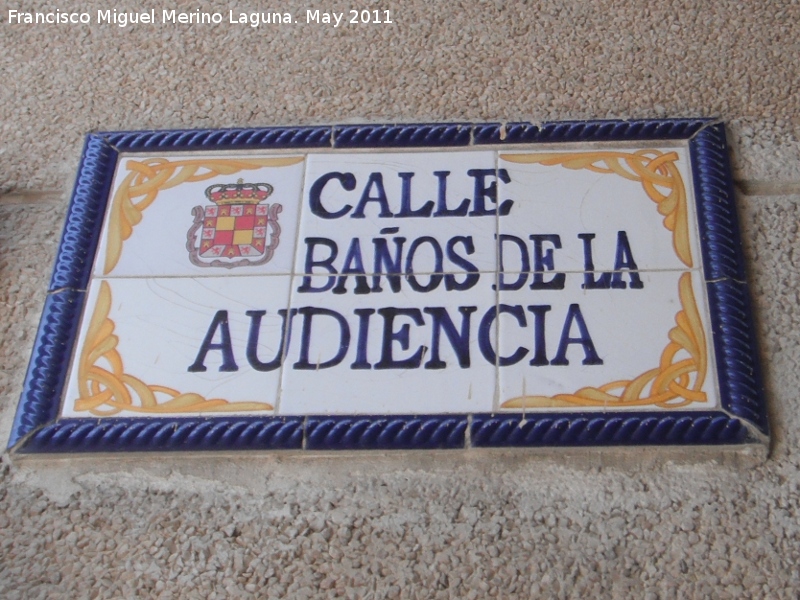 Francisco Miguel Merino Laguna. May 2011
CALLE
BAÑOS DE LA
AUDIENCIA